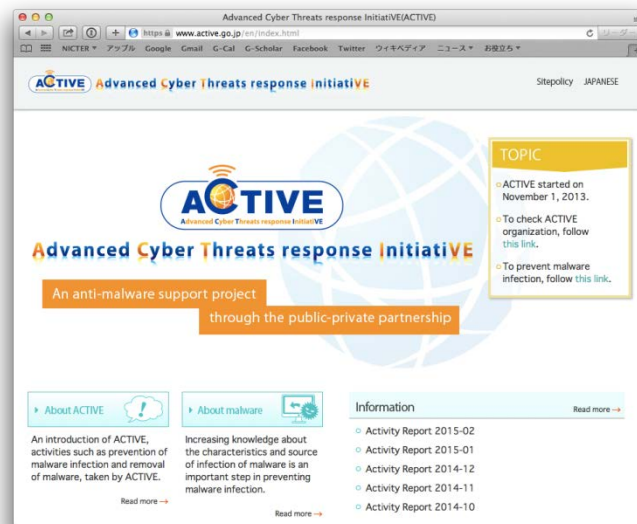 Advanced Cyber Threats response InitiatiVE(ACTIVE)
https www.active.go.jp/en/index.html
リーダー
NICTER アップル Google Gmail G-Cal G-Scholar Facebook Twitter ウィキペディア ニュース お役立ち
ACTIVE Advanced Cyber Threats response InitiatiVE
Sitepolicy JAPANESE
ACTIVE
Advanced Cyber Threats response InitiatiVE
Advanced Cyber Threats response InitiatiVE
An anti-malware support project
through the public-private partnership
TOPIC
ACTIVE started on
November 1, 2013.
To check ACTIVE
organization, follow
this link.
To prevent malware
infection, follow this link.
About ACTIVE
An introduction of ACTIVE,
activities such as prevention of
malware infection and removal
of malware, taken by ACTIVE.
Read more →
About malware
Increasing knowledge about
the characteristics and source
of infection of malware is an
important step in preventing
malware infection.
Read more →
Information
Read more →
Activity Report 2015-02
Activity Report 2015-01
Activity Report 2014-12
Activity Report 2014-11
Activity Report 2014-10